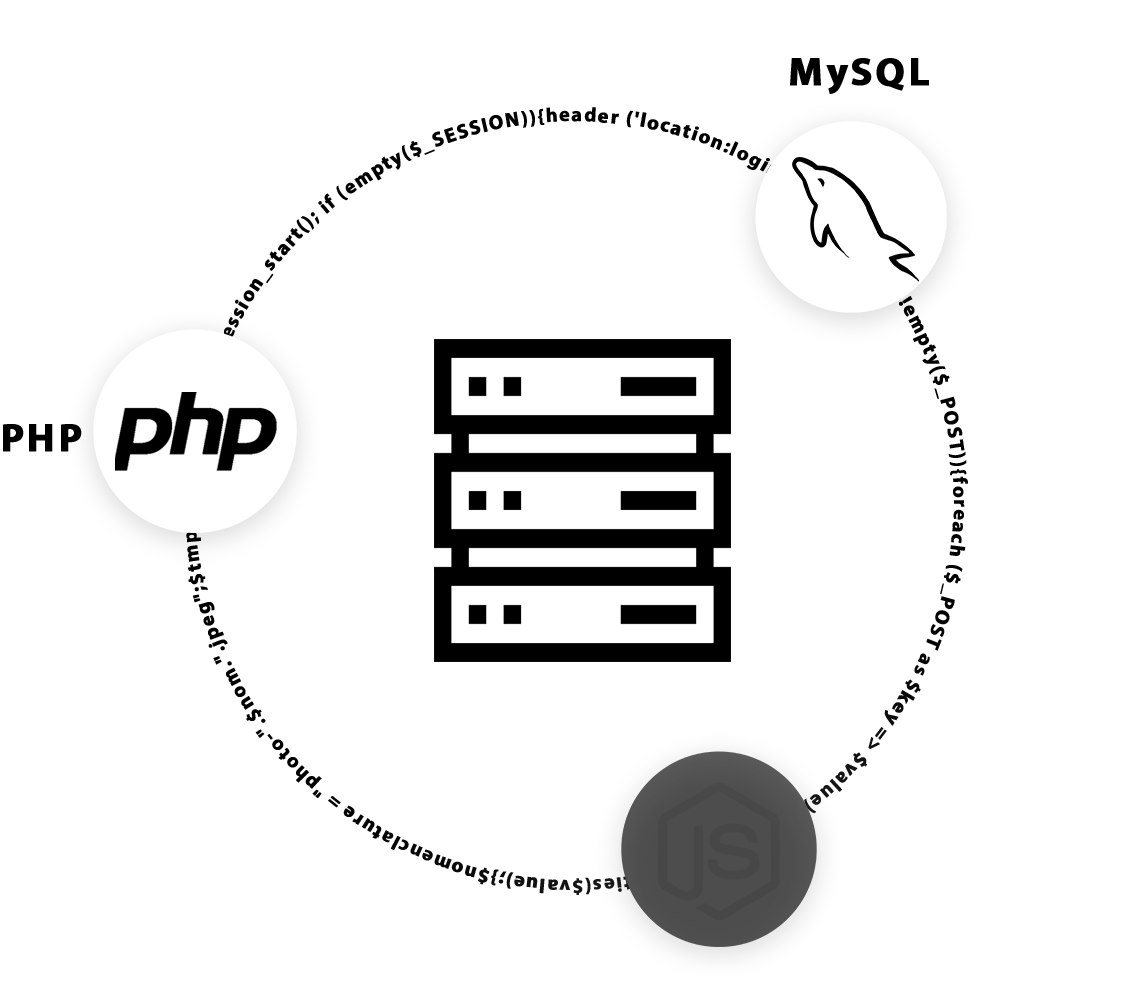 MySQL
PHP
php
JS
ession_start(); if (empty($_SESSION)){header ('location:logi
!empty($_POST)){foreach ($_POST as $key => $value)
ties($value);}$nomenclature = "photo-".$nom.".jpeg";$tmp